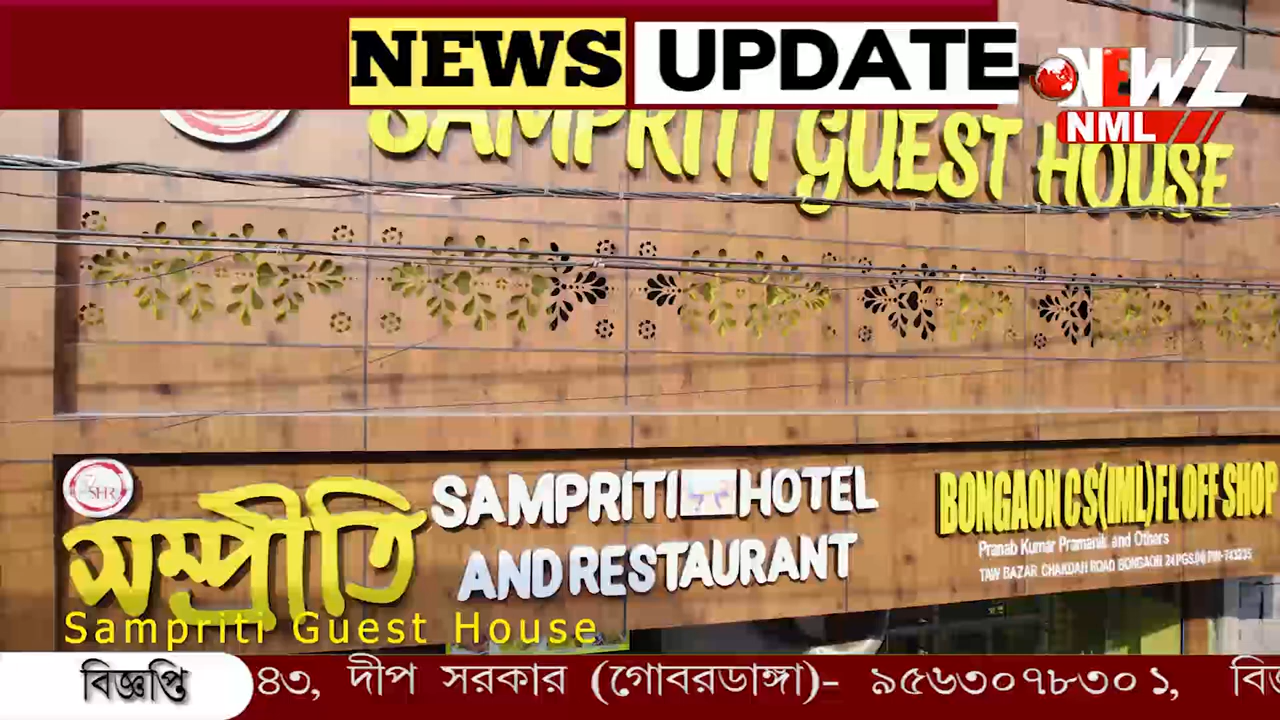 NEWS UPDATE
NEWZ
NML
SAMPRITI GUEST HOUSE
SHR
সম্প্রীতি
SAMPRITI HOTEL
AND RESTAURANT
BONGAON CS(IML)FL OFF SHOP
Pranab Kumar Pramanik and Others
Sampriti Guest House
বিজ্ঞপ্তি
৪৩, দীপ সরকার (গোবরডাঙ্গা)- ৯৫৬৩০৭৮৩০১,